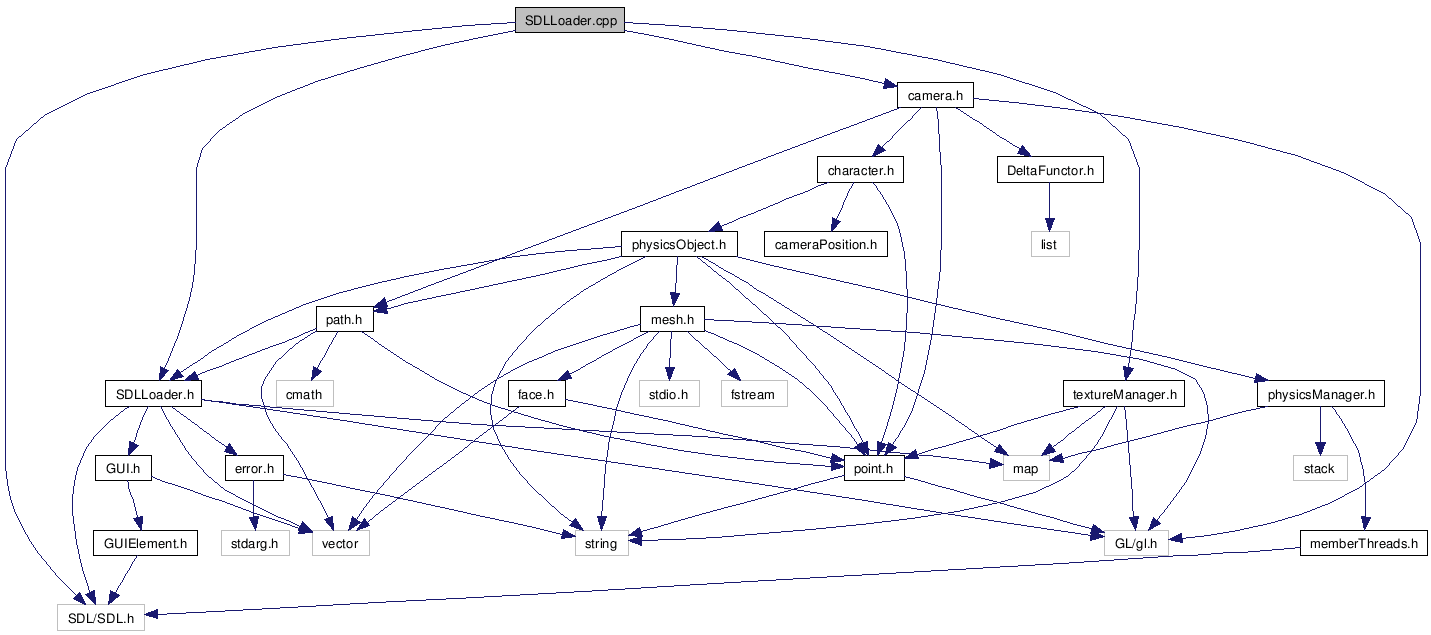 SDLLoader.cpp
camera.h
character.h
DeltaFunctor.h
physicsObject.h
cameraPosition.h
list
path.h
mesh.h
SDLLoader.h
cmath
face.h
stdio.h
fstream
textureManager.h
physicsManager.h
GUI.h
error.h
point.h
map
stack
GUIElement.h
stdarg.h
vector
string
GL/gl.h
memberThreads.h
SDL/SDL.h